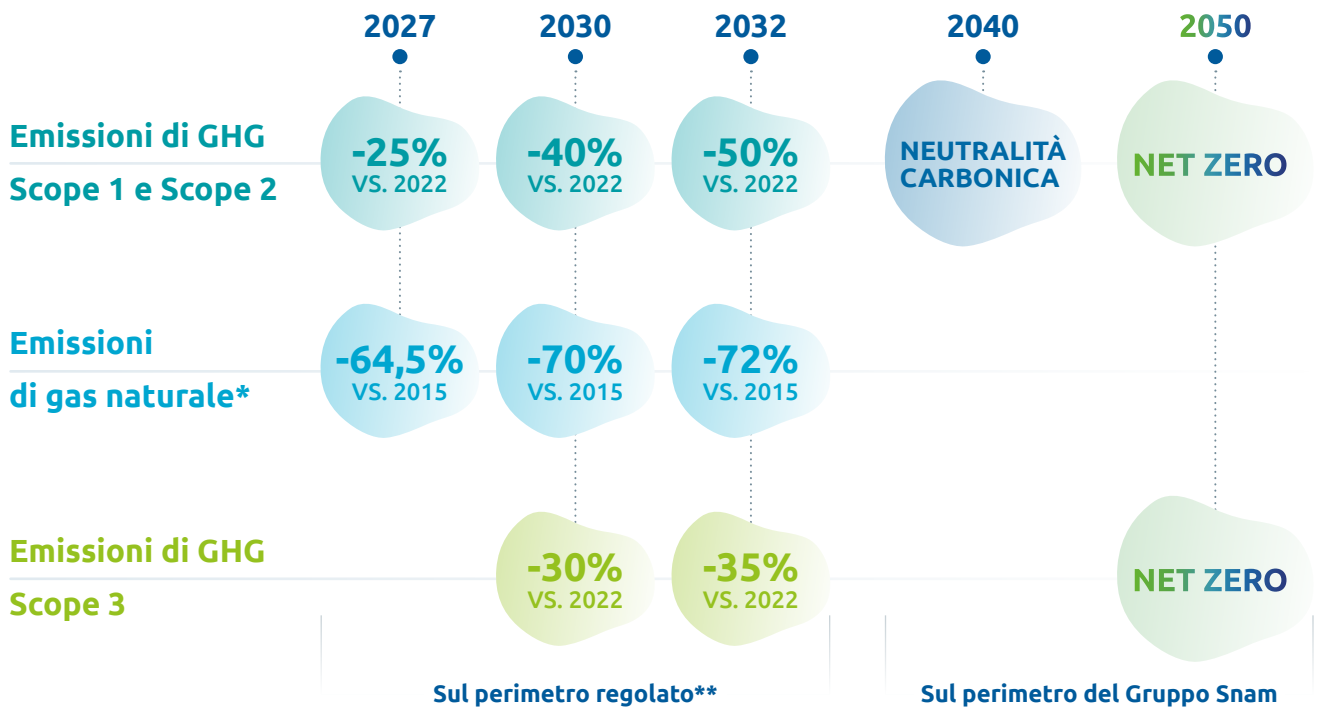 2027
2030
2032
2040
2050
Emissioni di GHG
Scope 1 e Scope 2
-25%
VS. 2022
-40%
VS. 2022
-50%
VS. 2022
NEUTRALITÀ
CARBONICA
NET ZERO
Emissioni
di gas naturale*
-64,5%
VS. 2015
-70%
VS. 2015
-72%
VS. 2015
Emissioni di GHG
Scope 3
-30%
VS. 2022
-35%
VS. 2022
NET ZERO
Sul perimetro regolato**
Sul perimetro del Gruppo Snam